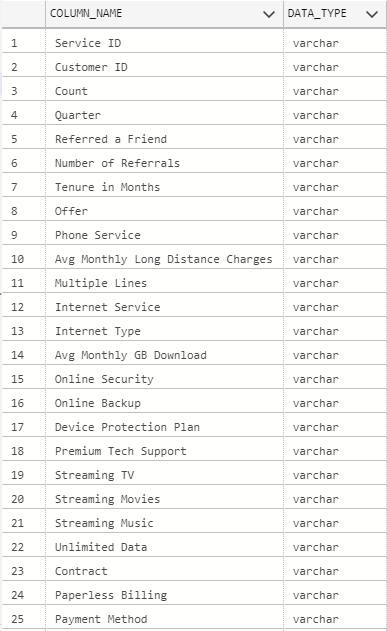 COLUMN_NAME DATA_TYPE
1 Service ID varchar
2 Customer ID varchar
3 Count varchar
4 Quarter varchar
5 Referred a Friend varchar
6 Number of Referrals varchar
7 Tenure in Months varchar
8 Offer varchar
9 Phone Service varchar
10 Avg Monthly Long Distance Charges varchar
11 Multiple Lines varchar
12 Internet Service varchar
13 Internet Type varchar
14 Avg Monthly GB Download varchar
15 Online Security varchar
16 Online Backup varchar
17 Device Protection Plan varchar
18 Premium Tech Support varchar
19 Streaming TV varchar
20 Streaming Movies varchar
21 Streaming Music varchar
22 Unlimited Data varchar
23 Contract varchar
24 Paperless Billing varchar
25 Payment Method varchar